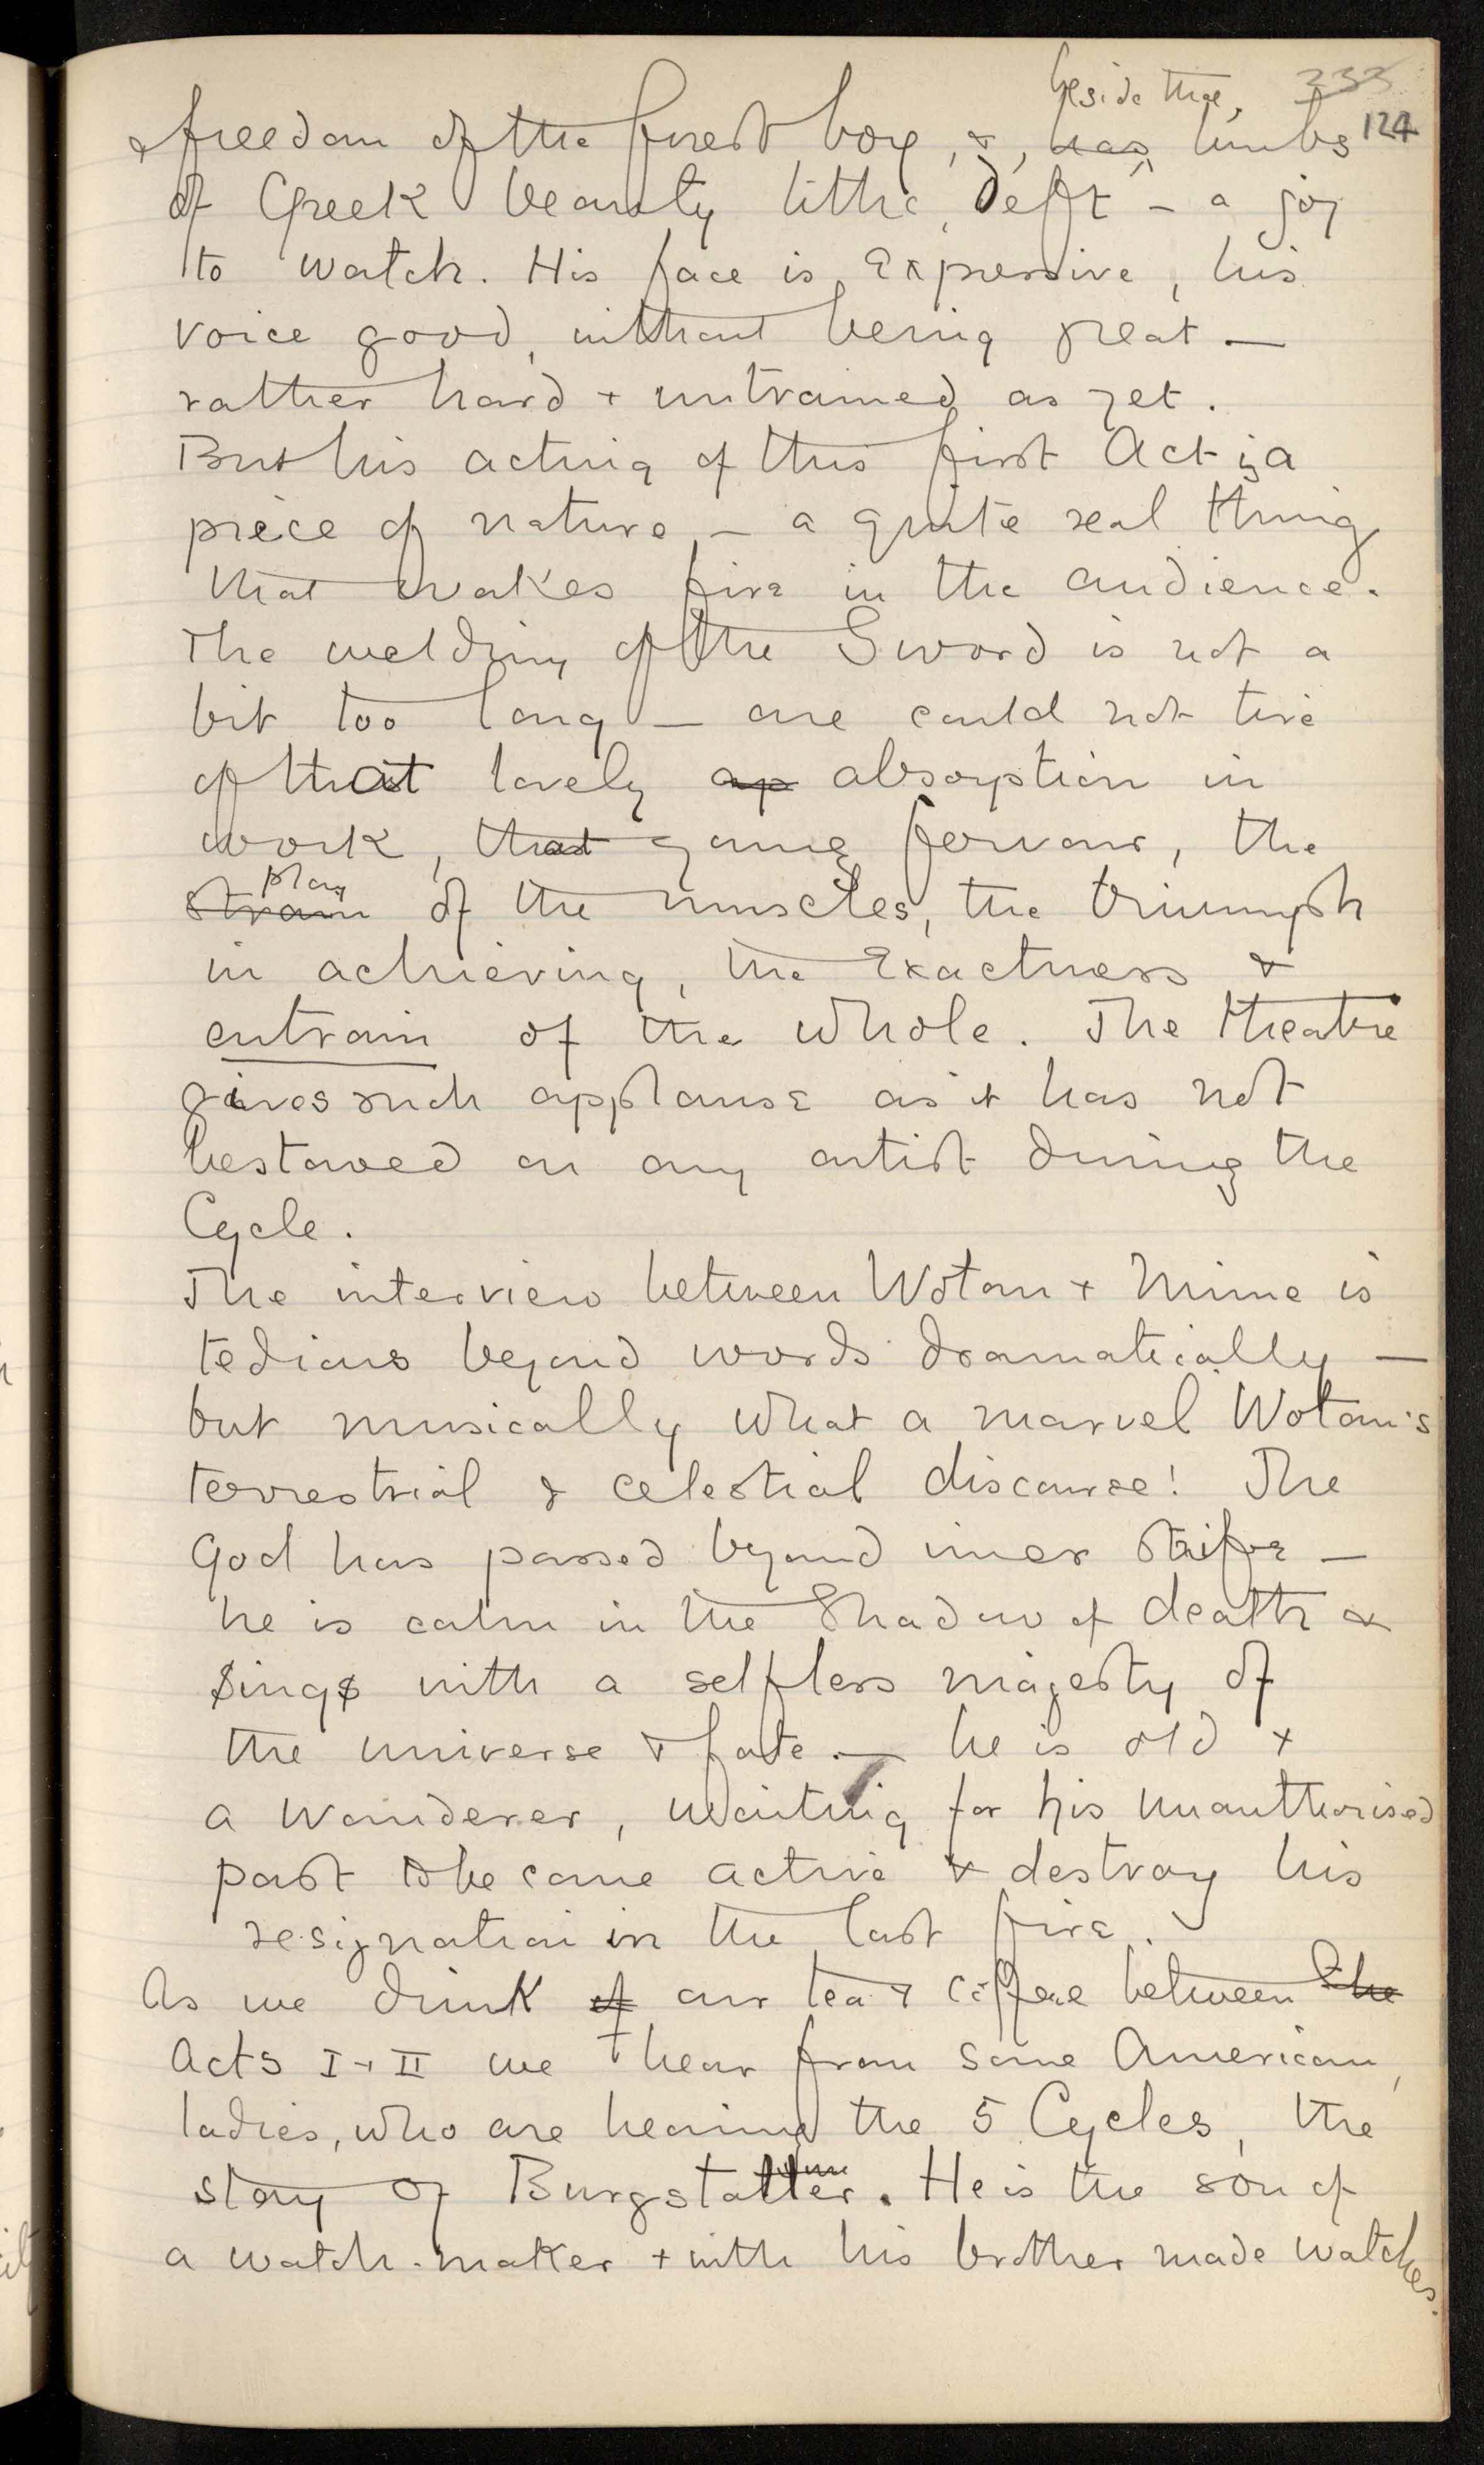 beside this, 233
124
& freedom of the forest boy, &, has, limbs
of Greek beauty lithe, deft – a joy
to watch. His face is expressive, his
voice good, without being great —
rather hard + untrained as yet.
But his acting of this first Act is a
piece of nature, – a quite real thing
that wakes fire in the audience.
The welding of the Sword is not a
bit too long — one could not tire
of that lovely ap absorption in
work, that young fervour, the
play
strain of the muscles, the triumph
in achieving, the exactness &
entrain of the whole. The theatre
gives such applause as it has not
bestowed on any artist during the
Cycle.
The interview between Wotan + Mime is
tedious beyond words dramatically —
but musically what a marvel Wotan's
terrestrial & celestial discourse! The
God has passed beyond inner strife —
he is calm in the Shadow of death &
sings with a selfless majesty of
the universe & fate. — he is old +
a Wanderer, waiting for his unauthorised
past to become active & destroy his
resignation in the last fire.
As we drink of our tea & coffee between the
Acts I + II we hear from some American,
ladies, who are hearing the 5 Cycles, the
story of Burgstaller. He is the son of
a watch-maker + with his brother made watches.